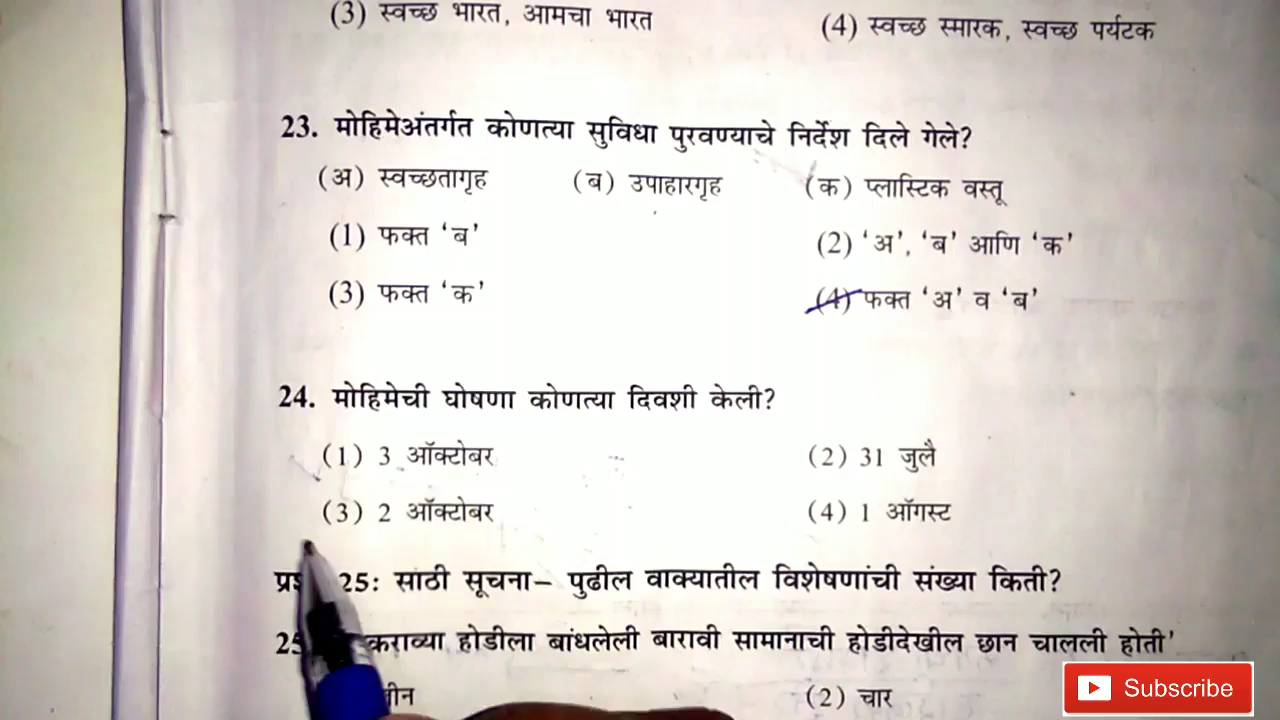 (3) स्वच्छ भारत, आमचा भारत (4) स्वच्छ स्मारक, स्वच्छ पर्यटक
23. मोहिमेअंतर्गत कोणत्या सुविधा पुरवण्याचे निर्देश दिले गेले?
(अ) स्वच्छतागृह (ब) उपाहारगृह (क) प्लास्टिक वस्तू
(1) फक्त ‘ब’ (2) ‘अ’, ‘ब’ आणि ‘क’
(3) फक्त ‘क’ (4) फक्त ‘अ’ व ‘ब’
24. मोहिमेची घोषणा कोणत्या दिवशी केली?
(1) 3 ऑक्टोबर (2) 31 जुलै
(3) 2 ऑक्टोबर (4) 1 ऑगस्ट
25: साठी सूचना– पुढील वाक्यातील विशेषणांची संख्या किती?
25 होडीला बांधलेली बारावी सामानाची होडीदेखील छान चालली होती’
(2) चार
Subscribe